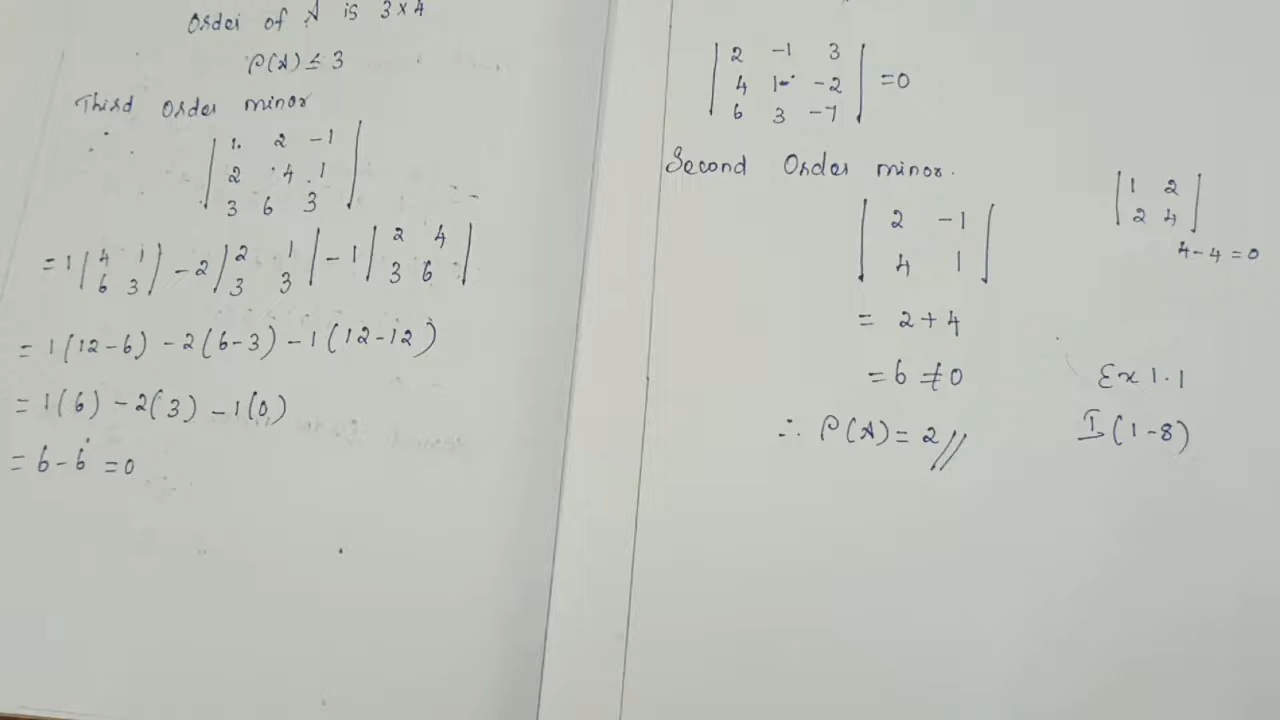 Order of A is 3×4
ρ(A) ≤ 3
Third Order minor
| 1 2 -1 |
| 2 4 1 |
| 3 6 3 |
= 1 | 4 1 | - 2 | 2 1 | - 1 | 2 4 |
| 6 3 | | 3 3 | | 3 6 |
= 1(12-6) - 2(6-3) - 1(12-12)
= 1(6) - 2(3) - 1(0)
= 6-6 = 0
| 2 -1 3 |
| 4 1 -2 | = 0
| 6 3 -7 |
Second Order minor.
| 2 -1 |
| 4 1 |
= 2+4
= 6 ≠ 0
∴ ρ(A) = 2//
| 1 2 |
| 2 4 |
4-4 = 0
Ex 1.1
I (1-8)